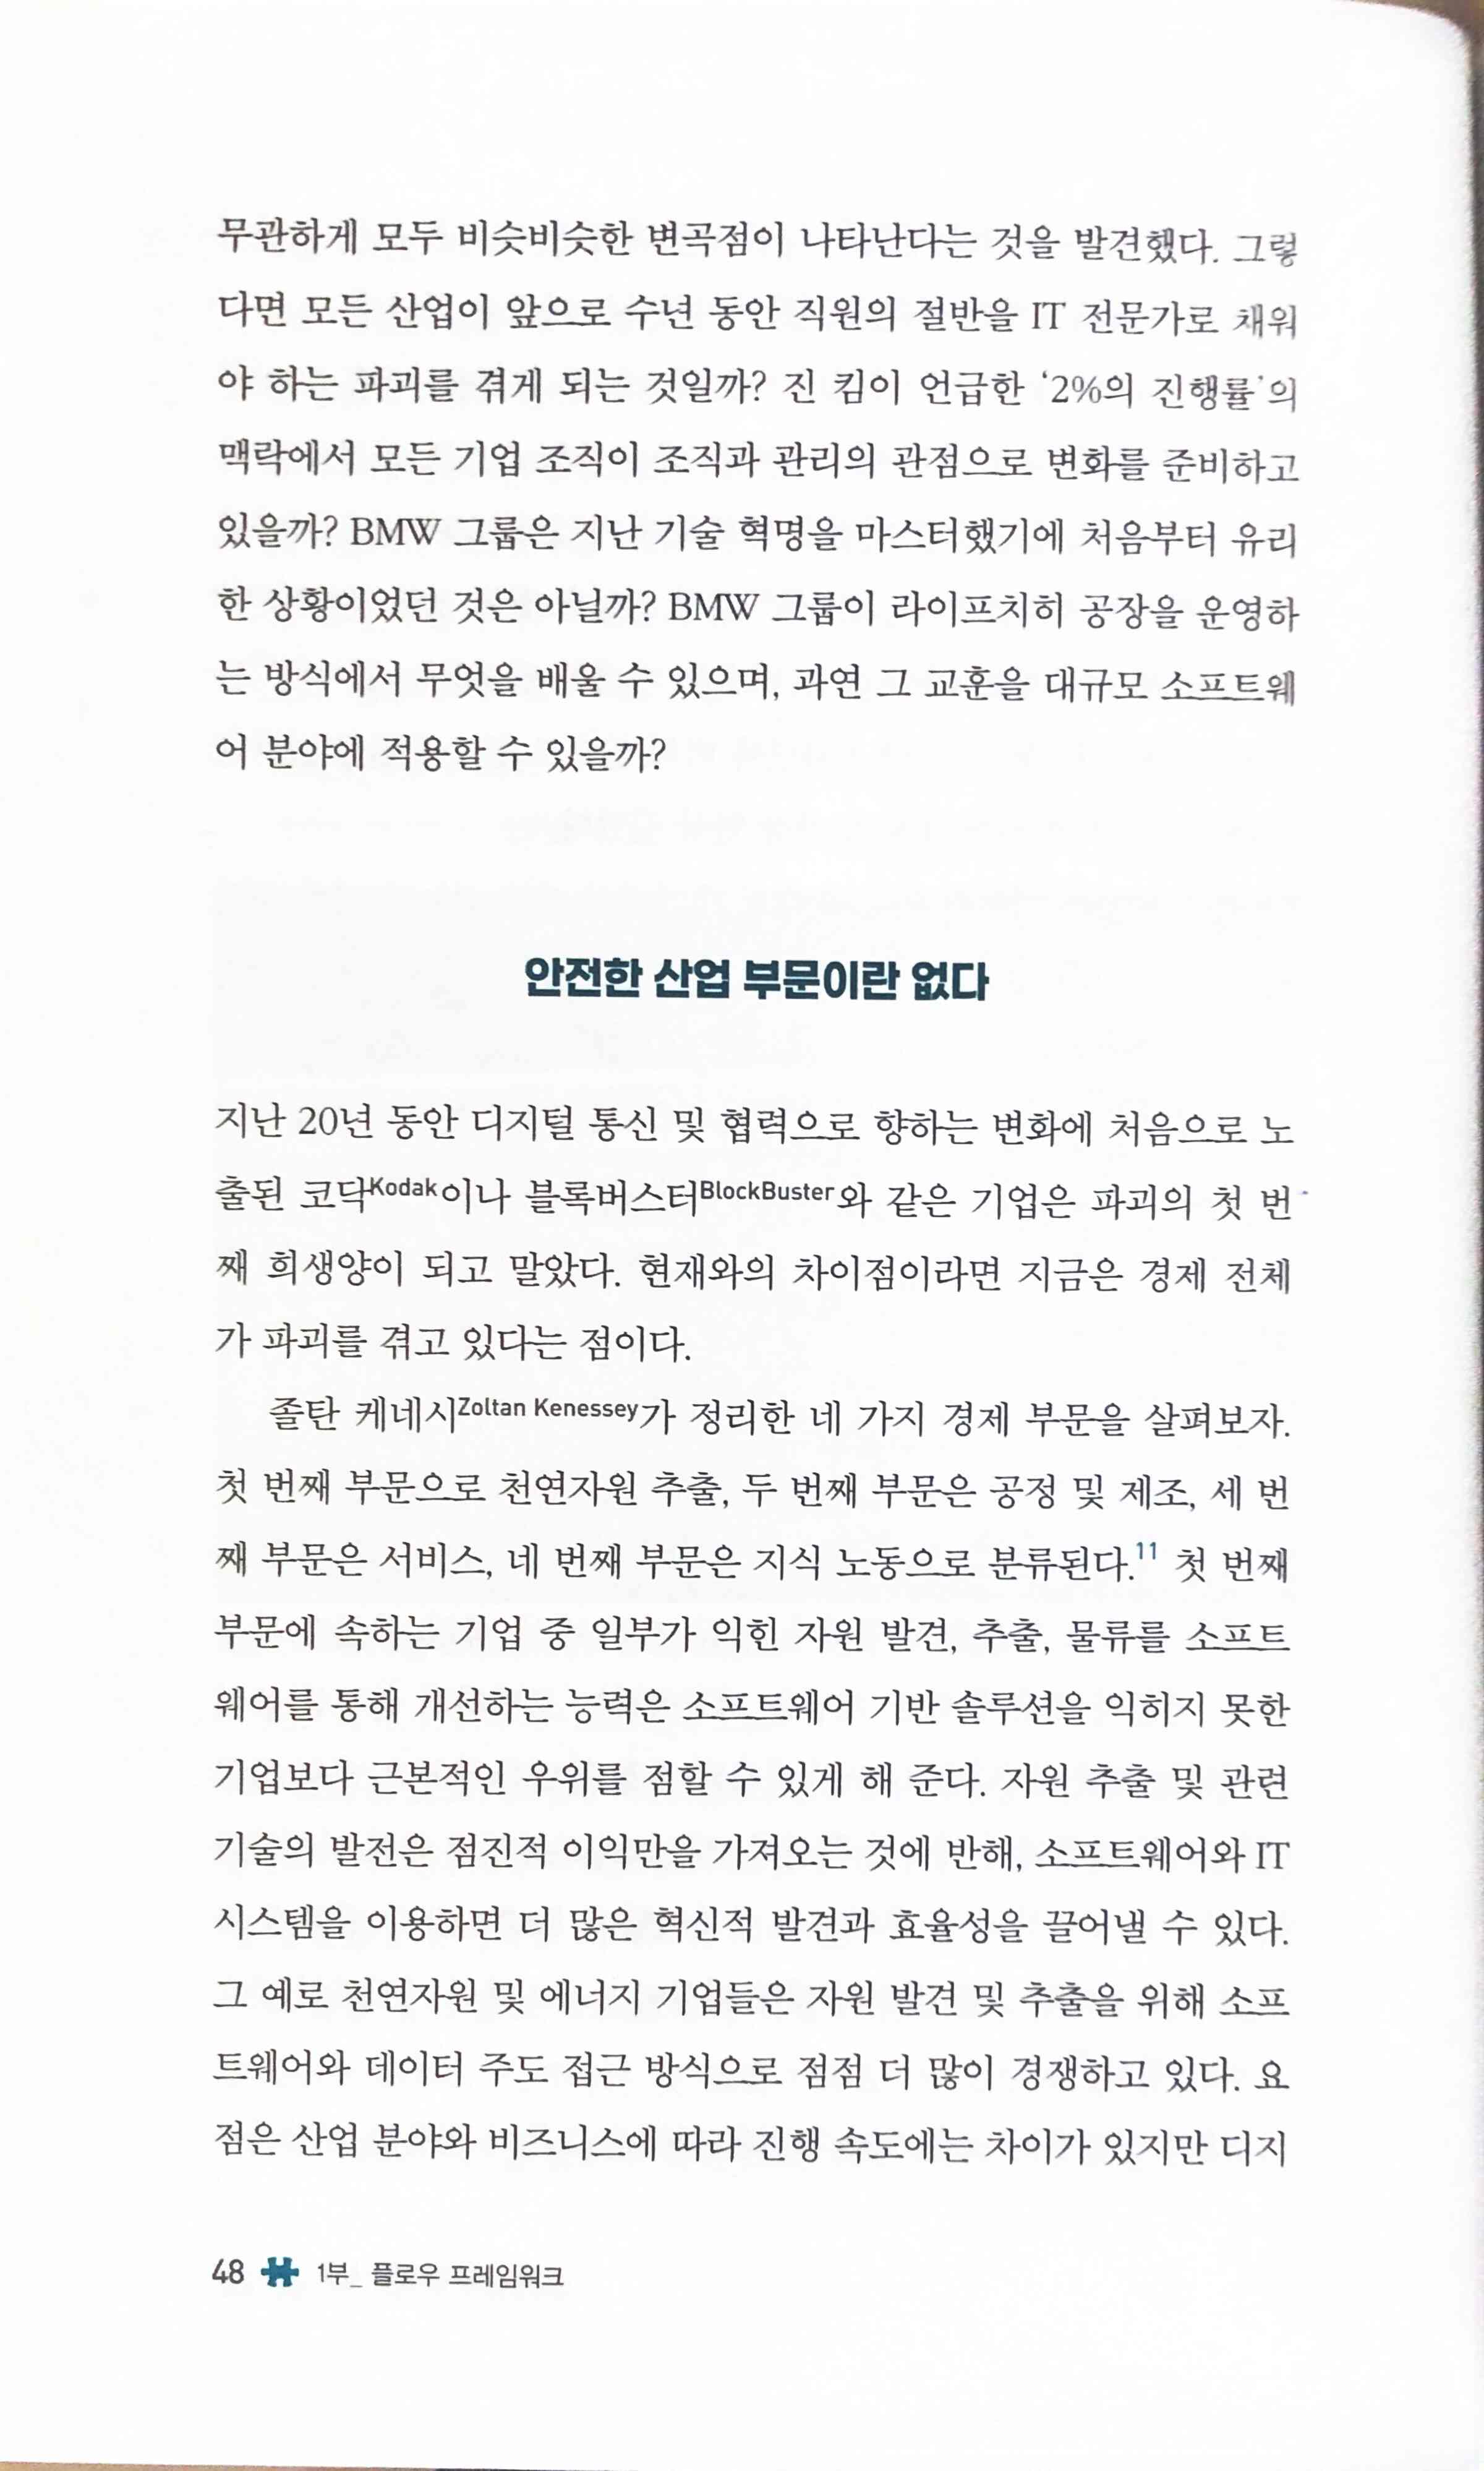 무관하게 모두 비슷비슷한 변곡점이 나타난다는 것을 발견했다. 그렇
다면 모든 산업이 앞으로 수년 동안 직원의 절반을 IT 전문가로 채워
야 하는 파괴를 겪게 되는 것일까? 진 킴이 언급한 ‘2%의 진행률’의
맥락에서 모든 기업 조직이 조직과 관리의 관점으로 변화를 준비하고
있을까? BMW 그룹은 지난 기술 혁명을 마스터했기에 처음부터 유리
한 상황이었던 것은 아닐까? BMW 그룹이 라이프치히 공장을 운영하
는 방식에서 무엇을 배울 수 있으며, 과연 그 교훈을 대규모 소프트웨
어 분야에 적용할 수 있을까?
안전한 산업 부문이란 없다
지난 20년 동안 디지털 통신 및 협력으로 향하는 변화에 처음으로 노
출된 코닥Kodak이나 블록버스터BlockBuster와 같은 기업은 파괴의 첫 번
째 희생양이 되고 말았다. 현재와의 차이점이라면 지금은 경제 전체
가 파괴를 겪고 있다는 점이다.
졸탄 케네시Zoltan Kenessey가 정리한 네 가지 경제 부문을 살펴보자.
첫 번째 부문으로 천연자원 추출, 두 번째 부문은 공정 및 제조, 세 번
째 부문은 서비스, 네 번째 부문은 지식 노동으로 분류된다.11 첫 번째
부문에 속하는 기업 중 일부가 익힌 자원 발견, 추출, 물류를 소프트
웨어를 통해 개선하는 능력은 소프트웨어 기반 솔루션을 익히지 못한
기업보다 근본적인 우위를 점할 수 있게 해 준다. 자원 추출 및 관련
기술의 발전은 점진적 이익만을 가져오는 것에 반해, 소프트웨어와 IT
시스템을 이용하면 더 많은 혁신적 발견과 효율성을 끌어낼 수 있다.
그 예로 천연자원 및 에너지 기업들은 자원 발견 및 추출을 위해 소프
트웨어와 데이터 주도 접근 방식으로 점점 더 많이 경쟁하고 있다. 요
점은 산업 분야와 비즈니스에 따라 진행 속도에는 차이가 있지만 디지
48 1부_ 플로우 프레임워크